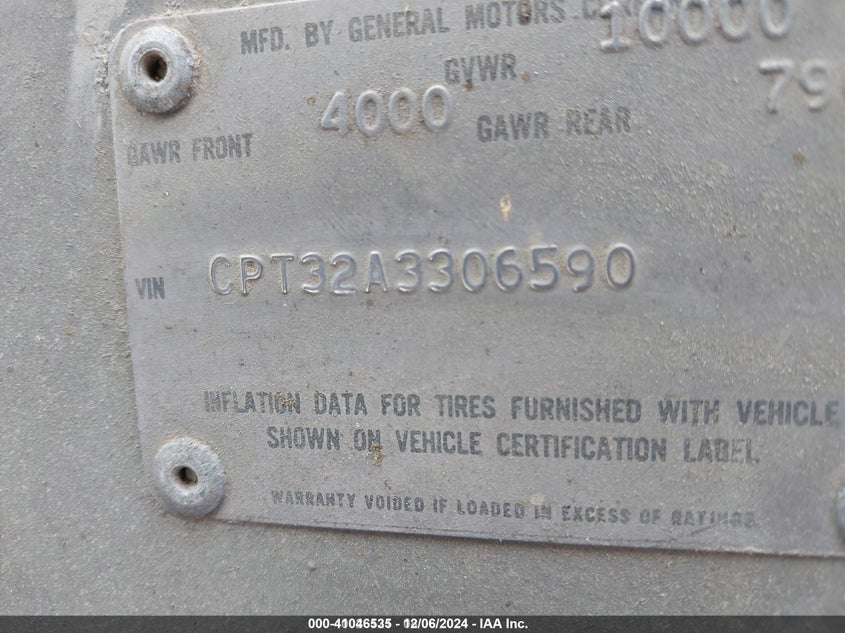 MFD. BY GENERAL MOTORS
10000
GVWR
4000 GAWR REAR 79
GAWR FRONT
VIN CPT32A3306590
INFLATION DATA FOR TIRES FURNISHED WITH VEHICLE
SHOWN ON VEHICLE CERTIFICATION LABEL.
WARRANTY VOIDED IF LOADED IN EXCESS OF RATINGS
000-41046535 - 12/06/2024 - IAA Inc.